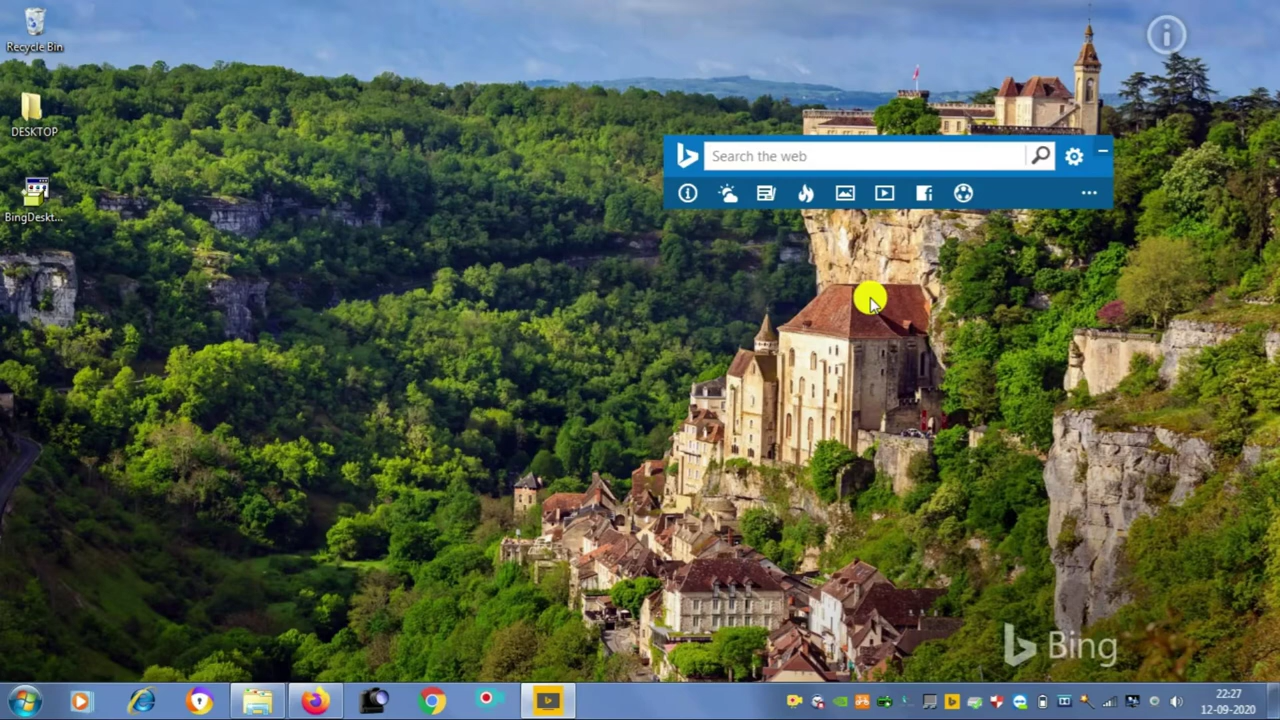 Recycle Bin
DESKTOP
BingDeskt...
Search the web
Bing
22:27
12-09-2020